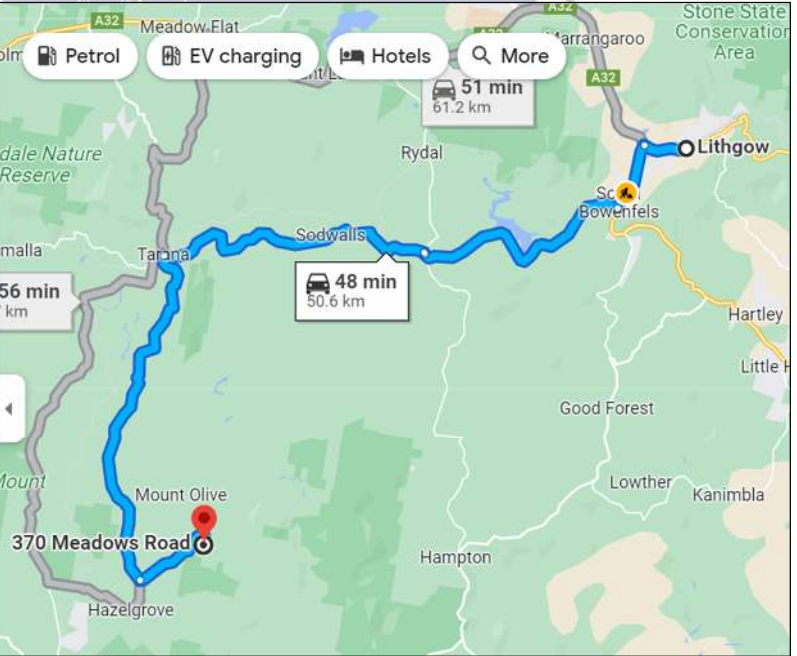 A32
Meadow Flat
A32
Stone State
Conservation
Area
Petrol
EV charging
Hotels
More
Marrangaroo
A32
51 min
61.2 km
Rydal
Lithgow
dale Nature
Reserve
Bowenfels
malla
Tarana
Sodwalls
48 min
50.6 km
56 min
km
Hartley
Little H
Good Forest
Mount
Mount Olive
Lowther
Kanimbla
370 Meadows Road
Hampton
Hazelgrove